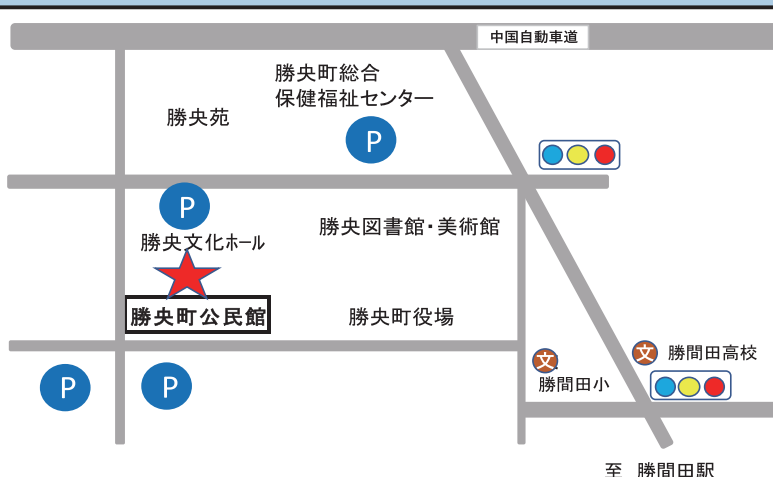 中国自動車道
勝央町総合
保健福祉センター
勝央苑
P
P
勝央文化ホール
勝央図書館・美術館
勝央町公民館
勝央町役場
文
勝間田高校
文
勝間田小
P
P
至 勝間田駅